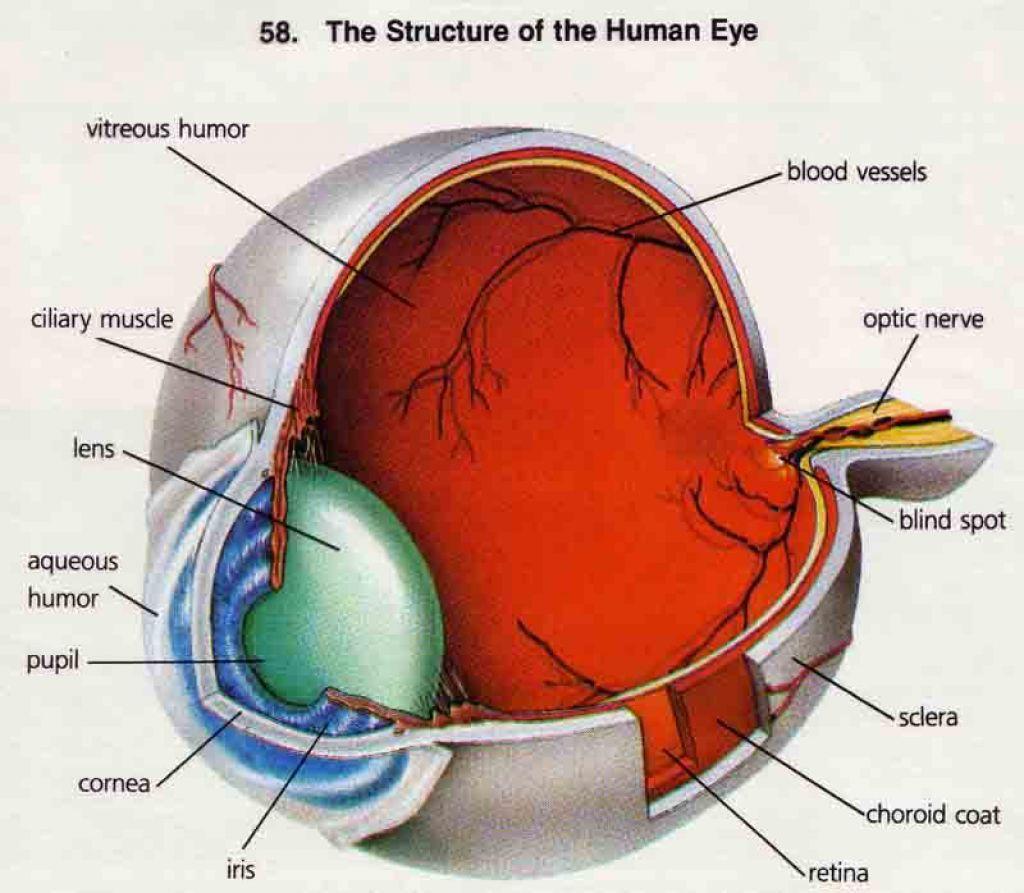 58. The Structure of the Human Eye
vitreous humor
blood vessels
ciliary muscle
optic nerve
lens
blind spot
aqueous
humor
pupil
sclera
cornea
choroid coat
iris
retina